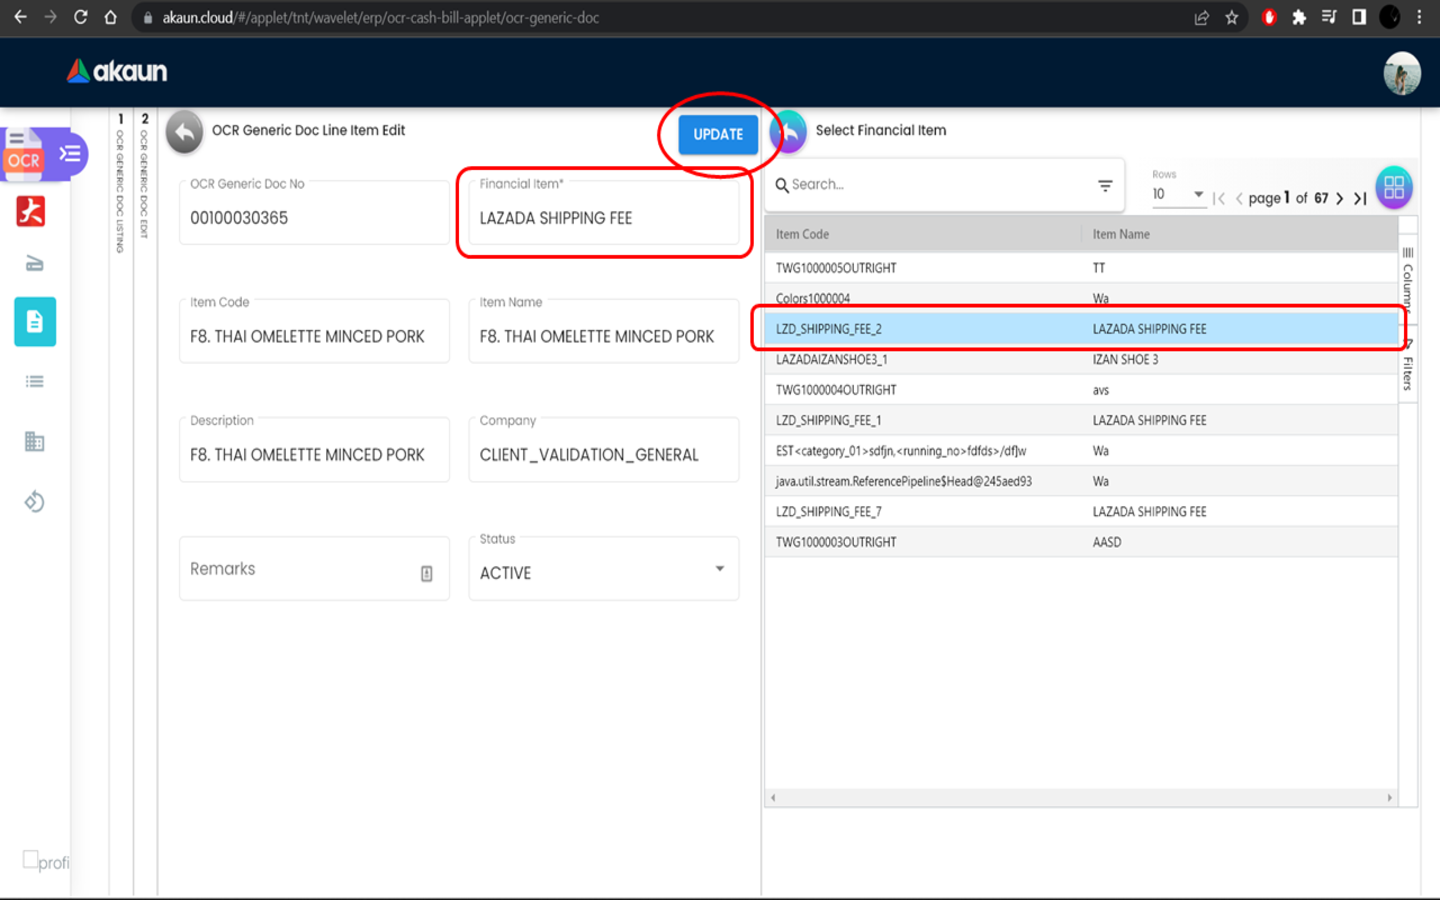 akaun.cloud/#/applet/tnt/wavelet/erp/ocr-cash-bill-applet/ocr-generic-doc
akaun
OCR
profi
1 OCR GENERIC DOC LISTING
2 OCR GENERIC DOC EDIT
OCR Generic Doc Line Item Edit
UPDATE
OCR Generic Doc No
00100030365
Financial Item*
LAZADA SHIPPING FEE
Item Code
F8. THAI OMELETTE MINCED PORK
Item Name
F8. THAI OMELETTE MINCED PORK
Description
F8. THAI OMELETTE MINCED PORK
Company
CLIENT_VALIDATION_GENERAL
Remarks
Status
ACTIVE
Select Financial Item
Search...
Rows
10
page 1 of 67
Item Code Item Name
TWG1000005OUTRIGHT TT
Colors1000004 Wa
LZD_SHIPPING_FEE_2 LAZADA SHIPPING FEE
LAZADAIZANSHOE3_1 IZAN SHOE 3
TWG1000004OUTRIGHT avs
LZD_SHIPPING_FEE_1 LAZADA SHIPPING FEE
EST<category_01>sdfjn,<running_no>fdfds>/df]w Wa
java.util.stream.ReferencePipeline$Head@245aed93 Wa
LZD_SHIPPING_FEE_7 LAZADA SHIPPING FEE
TWG1000003OUTRIGHT AASD
Columns
Filters